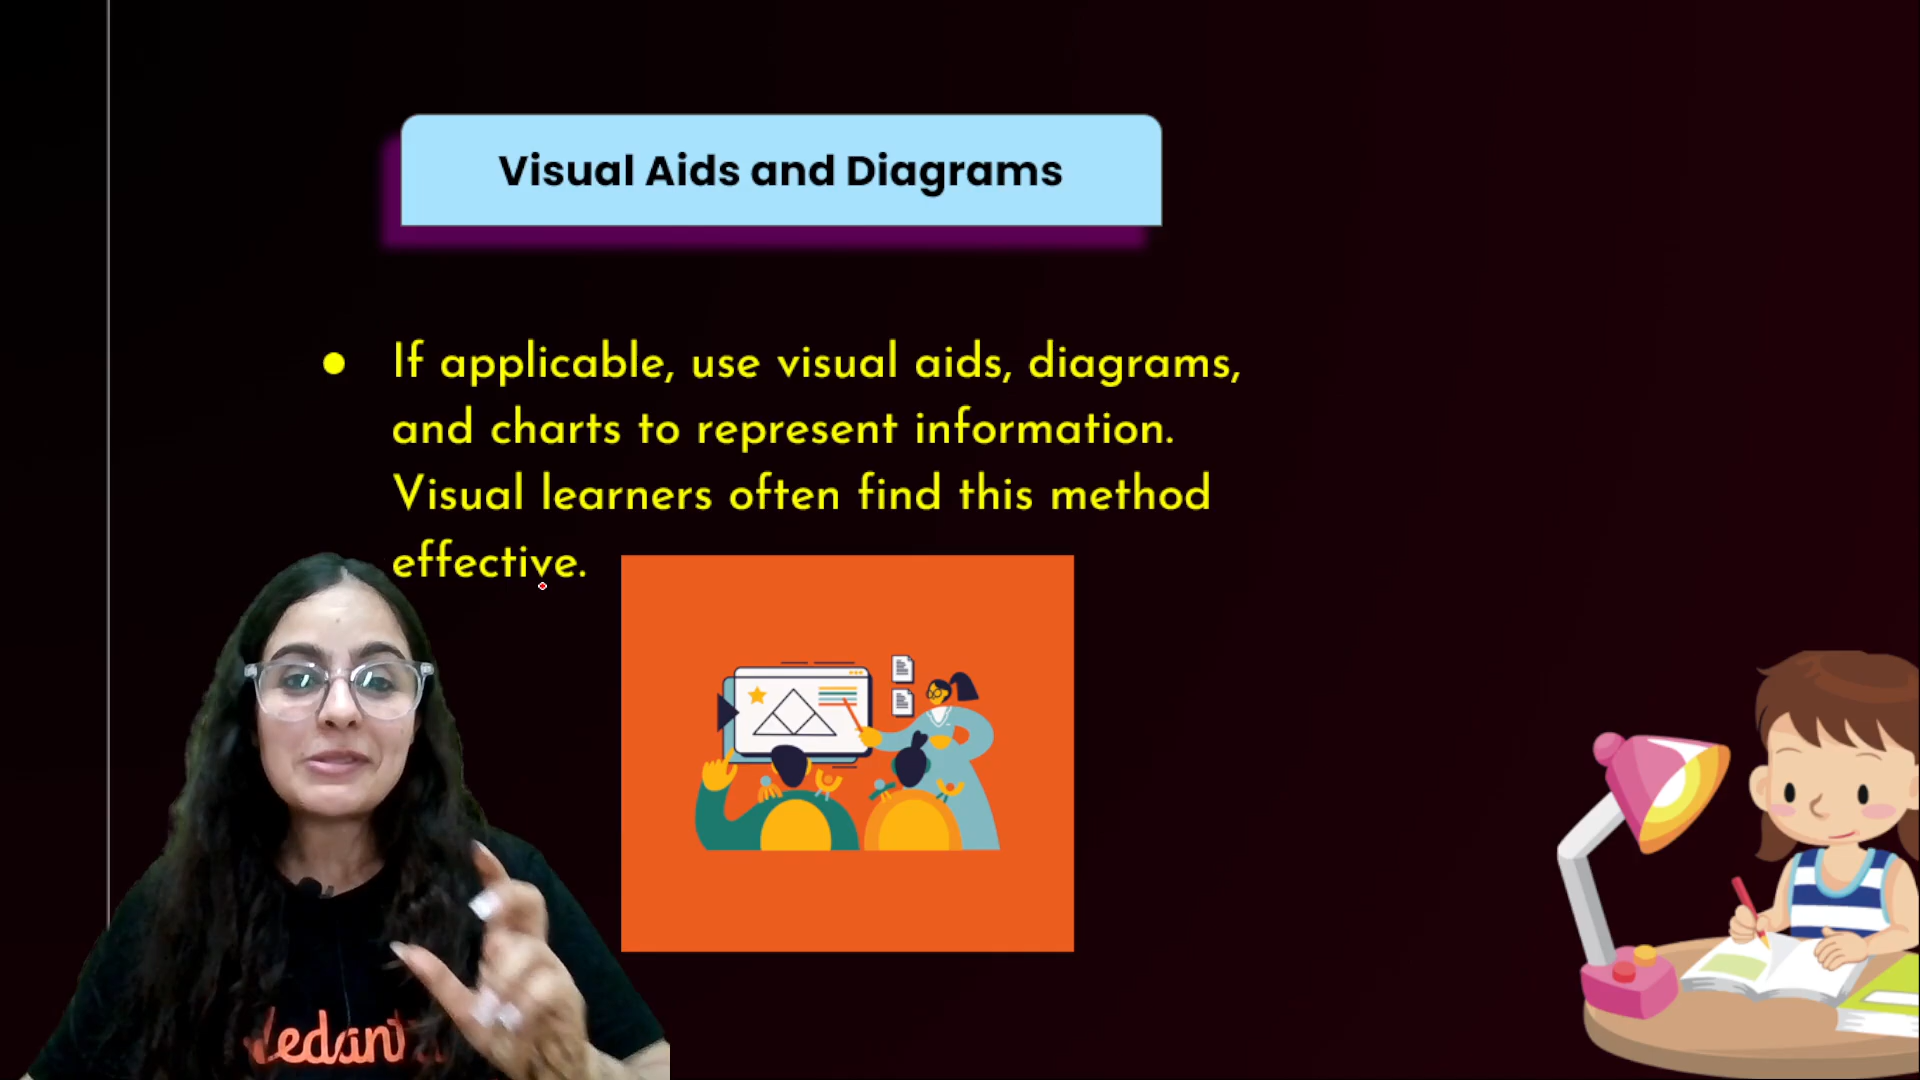 Visual Aids and Diagrams
● If applicable, use visual aids, diagrams,
and charts to represent information.
Visual learners often find this method
effective.